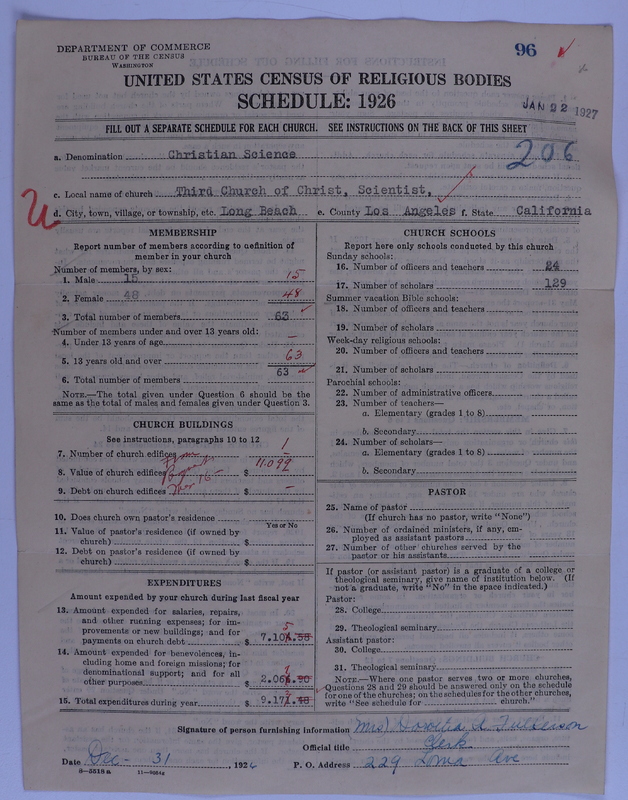 DEPARTMENT OF COMMERCE
BUREAU OF THE CENSUS
WASHINGTON
96 ✓
UNITED STATES CENSUS OF RELIGIOUS BODIES
SCHEDULE: 1926
JAN 22 1927
FILL OUT A SEPARATE SCHEDULE FOR EACH CHURCH. SEE INSTRUCTIONS ON THE BACK OF THIS SHEET
206
a. Denomination Christian Science
c. Local name of church Third Church of Christ, Scientist,
d. City, town, village, or township, etc. Long Beach e. County Los Angeles f. State California
MEMBERSHIP
Report number of members according to definition of
member in your church
Number of members, by sex:
1. Male 15 15
2. Female 48 48
3. Total number of members 63
Number of members under and over 13 years old:
4. Under 13 years of age —
5. 13 years old and over 63
6. Total number of members 63
NOTE.—The total given under Question 6 should be the
same as the total of males and females given under Question 3.
CHURCH BUILDINGS
See instructions, paragraphs 10 to 12
7. Number of church edifices 1
8. Value of church edifices $ 11.099
9. Debt on church edifices $ —
10. Does church own pastor's residence
Yes or No
11. Value of pastor's residence (if owned by
church) $
12. Debt on pastor's residence (if owned by
church) $
EXPENDITURES
Amount expended by your church during last fiscal year
13. Amount expended for salaries, repairs,
and other running expenses; for im-
provements or new buildings; and for
payments on church debt $ 7.104.58
5
14. Amount expended for benevolences, in-
cluding home and foreign missions; for
denominational support; and for all
other purposes $ 2.066.90
15. Total expenditures during year $ 9.171.48
CHURCH SCHOOLS
Report here only schools conducted by this church
Sunday schools:
16. Number of officers and teachers 24
17. Number of scholars 129
Summer vacation Bible schools:
18. Number of officers and teachers
19. Number of scholars
Week-day religious schools:
20. Number of officers and teachers
21. Number of scholars
Parochial schools:
22. Number of administrative officers
23. Number of teachers—
a. Elementary (grades 1 to 8)
b. Secondary
24. Number of scholars—
a. Elementary (grades 1 to 8)
b. Secondary
PASTOR
25. Name of pastor
(If church has no pastor, write "None")
26. Number of ordained ministers, if any, em-
ployed as assistant pastors
27. Number of other churches served by the
pastor or his assistants
If pastor (or assistant pastor) is a graduate of a college or
theological seminary, give name of institution below. (If
not a graduate, write "No" in the space indicated.)
Pastor:
28. College
29. Theological seminary
Assistant pastor:
30. College
31. Theological seminary
NOTE.—Where one pastor serves two or more churches,
Questions 28 and 29 should be answered only on the schedule
for one of the churches; on the schedules for the other churches,
write "See schedule for church."
Signature of person furnishing information Mrs)
Official title Clerk
Date Dec- 31, 1926 P. O. Address 229 Loma Ave
8-5518a 11-9064a